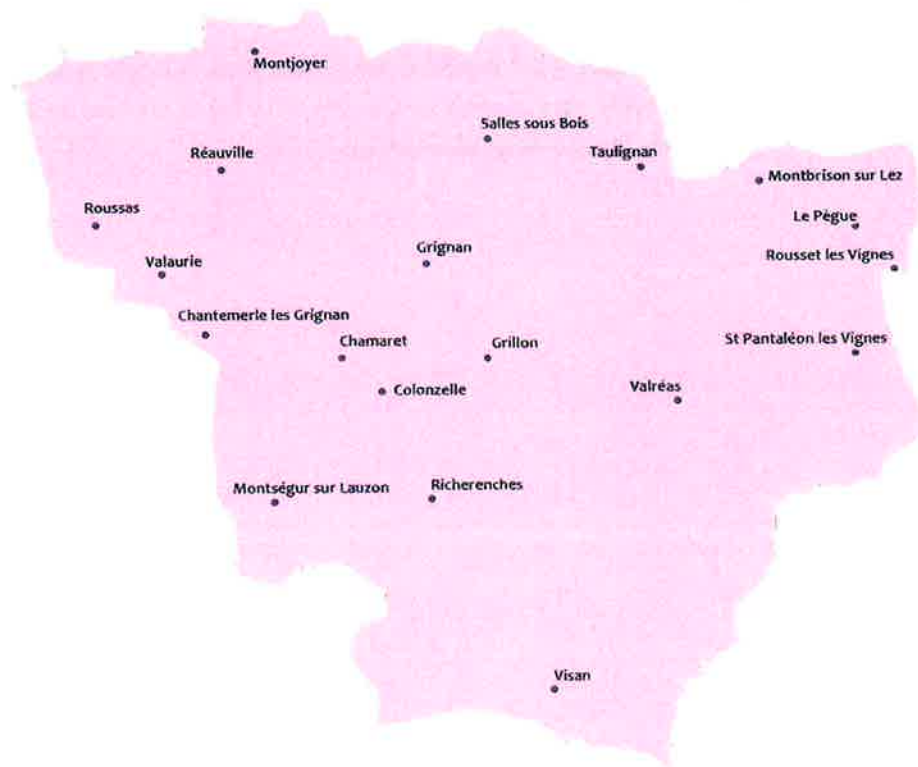 Montjoyer
Salles sous Bois
Réauville
Taulignan
Montbrison sur Lez
Roussas
Le Pègue
Grignan
Rousset les Vignes
Valaurie
Chantemerle les Grignan
Chamaret
Grillon
St Pantaléon les Vignes
Colonzelle
Valréas
Montségur sur Lauzon
Richerenches
Visan